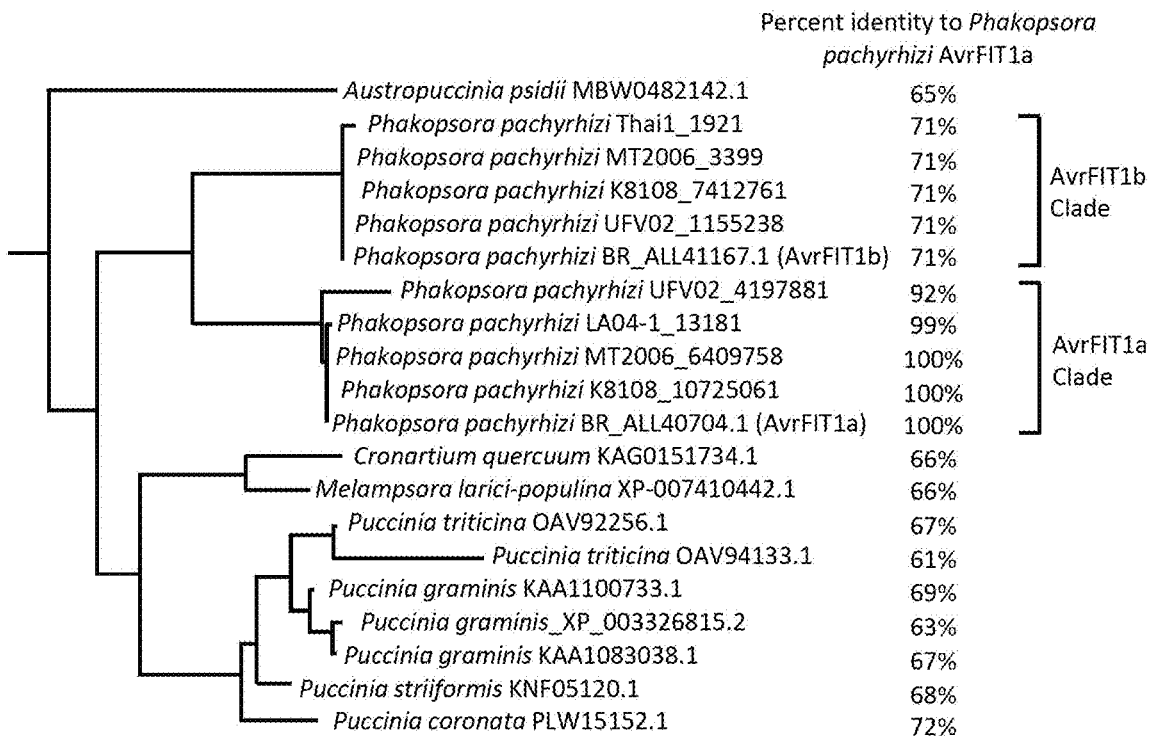 Percent identity to Phakopsora
pachyrhizi AvrFIT1a
Austropuccinia psidii MBW0482142.1 65%
Phakopsora pachyrhizi Thai1_1921 71%
Phakopsora pachyrhizi MT2006_3399 71%
Phakopsora pachyrhizi K8108_7412761 71%
Phakopsora pachyrhizi UFV02_1155238 71%
Phakopsora pachyrhizi BR_ALL41167.1 (AvrFIT1b) 71%
AvrFIT1b
Clade
Phakopsora pachyrhizi UFV02_4197881 92%
Phakopsora pachyrhizi LA04-1_13181 99%
Phakopsora pachyrhizi MT2006_6409758 100%
Phakopsora pachyrhizi K8108_10725061 100%
Phakopsora pachyrhizi BR_ALL40704.1 (AvrFIT1a) 100%
AvrFIT1a
Clade
Cronartium quercuum KAG0151734.1 66%
Melampsora larici-populina XP-007410442.1 66%
Puccinia triticina OAV92256.1 67%
Puccinia triticina OAV94133.1 61%
Puccinia graminis KAA1100733.1 69%
Puccinia graminis_XP_003326815.2 63%
Puccinia graminis KAA1083038.1 67%
Puccinia striiformis KNF05120.1 68%
Puccinia coronata PLW15152.1 72%